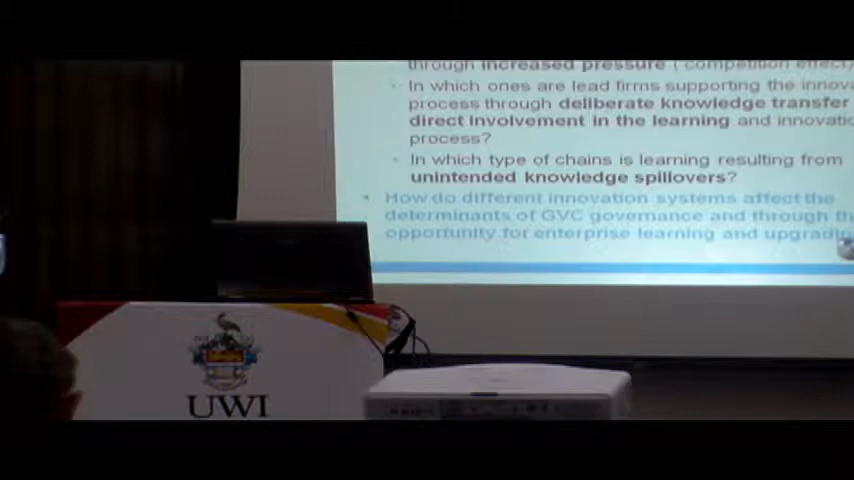 through increased pressure ( competition effect)
In which ones are lead firms supporting the innova
process through deliberate knowledge transfer
direct involvement in the learning and innovatio
process?
In which type of chains is learning resulting from
unintended knowledge spillovers?
How do different innovation systems affect the
determinants of GVC governance and through th
opportunity for enterprise learning and upgrading
UWI